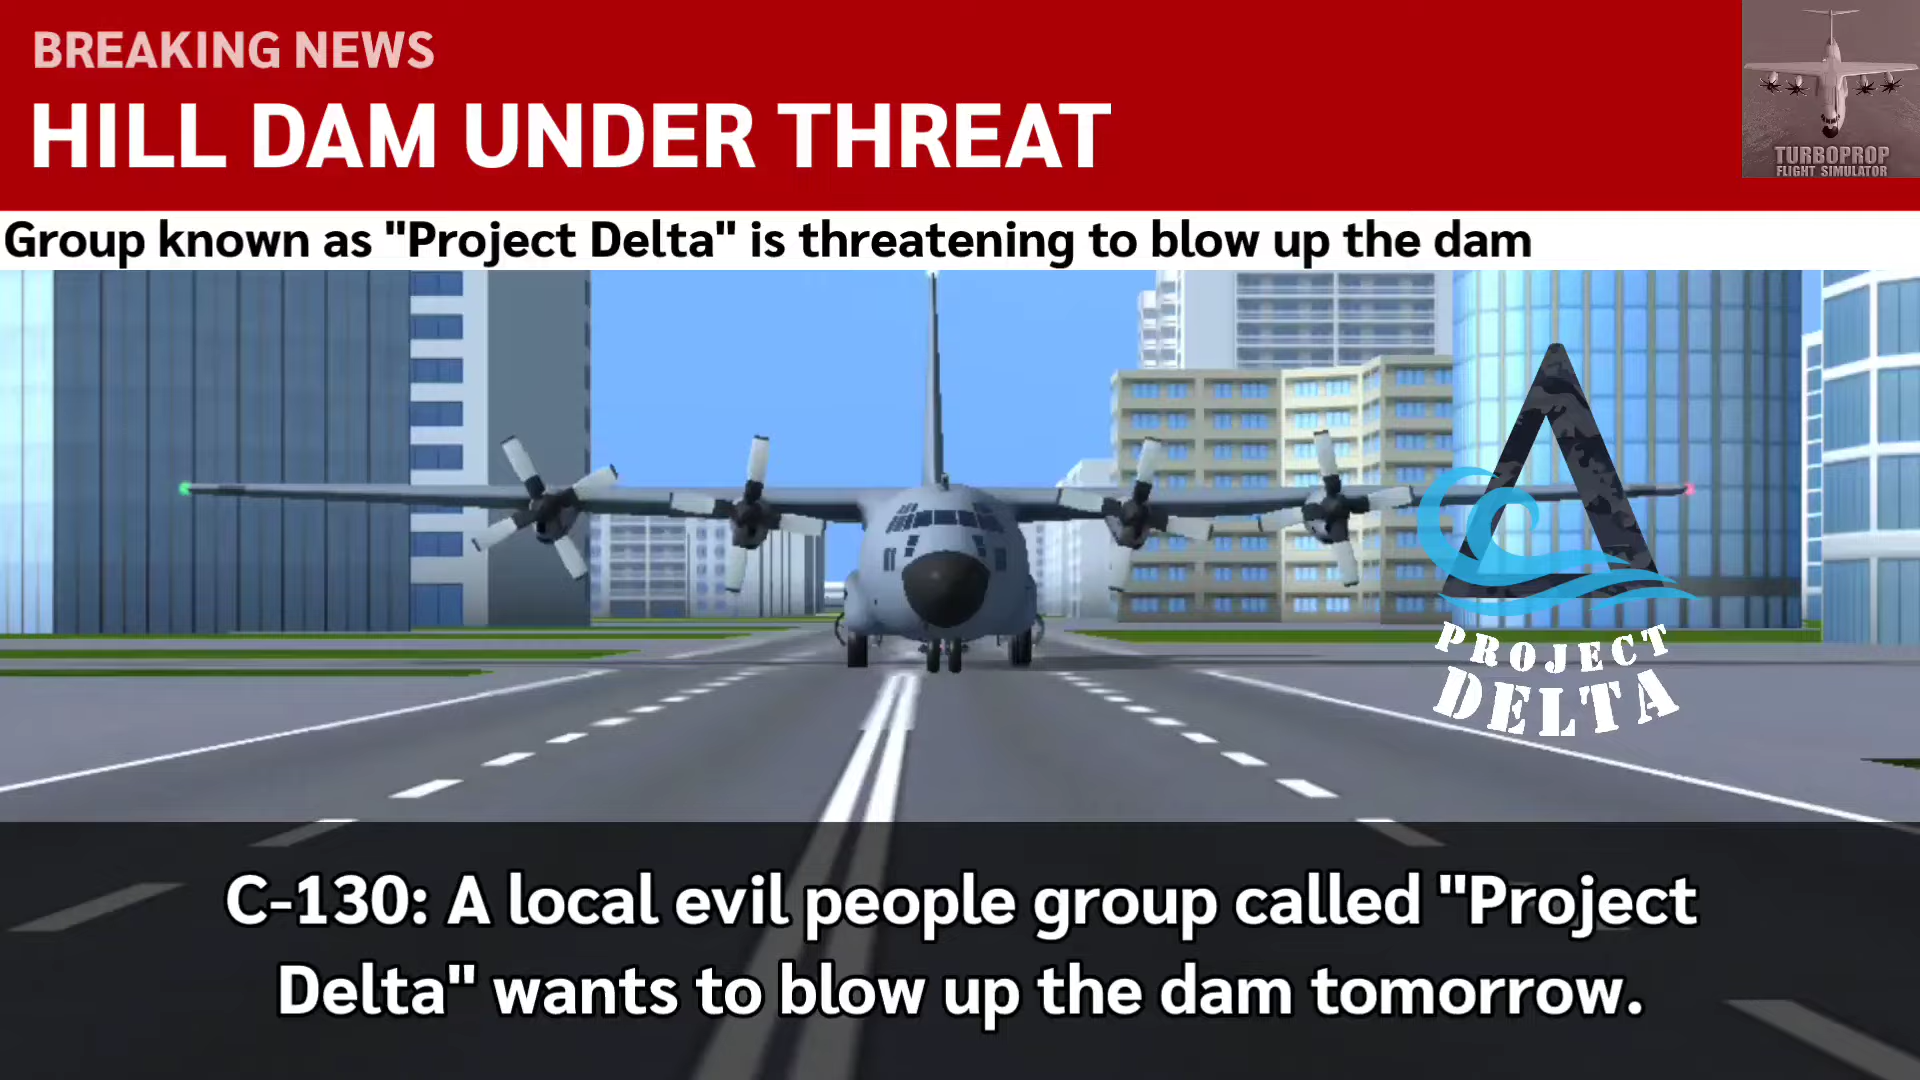 BREAKING NEWS
HILL DAM UNDER THREAT
TURBOPROP
FLIGHT SIMULATOR
Group known as "Project Delta" is threatening to blow up the dam
PROJECT
DELTA
C-130: A local evil people group called "Project
Delta" wants to blow up the dam tomorrow.